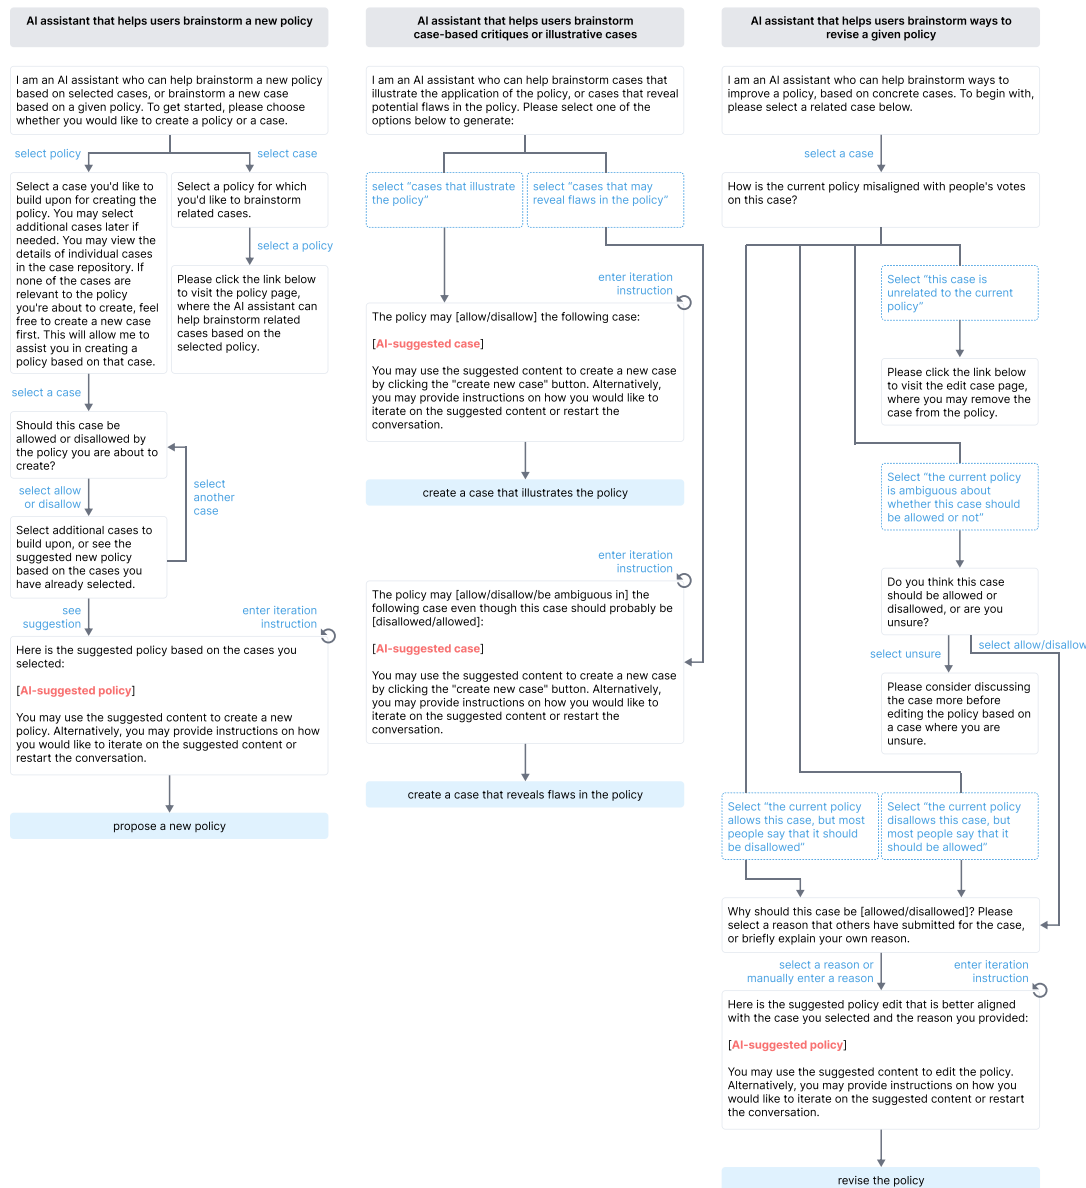 AI assistant that helps users brainstorm a new policy
I am an AI assistant who can help brainstorm a new policy
based on selected cases, or brainstorm a new case
based on a given policy. To get started, please choose
whether you would like to create a policy or a case.
select policy
select case
Select a case you'd like to
build upon for creating the
policy. You may select
additional cases later if
needed. You may view the
details of individual cases
in the case repository. If
none of the cases are
relevant to the policy
you're about to create, feel
free to create a new case
first. This will allow me to
assist you in creating a
policy based on that case.
Select a policy for which
you'd like to brainstorm
related cases.
select a policy
Please click the link below
to visit the policy page,
where the AI assistant can
help brainstorm related
cases based on the
selected policy.
select a case
Should this case be
allowed or disallowed by
the policy you are about to
create?
select allow
or disallow
select
another
case
Select additional cases to
build upon, or see the
suggested new policy
based on the cases you
have already selected.
see
suggestion
enter iteration
instruction
Here is the suggested policy based on the cases you
selected:
[AI-suggested policy]
You may use the suggested content to create a new
policy. Alternatively, you may provide instructions on how
you would like to iterate on the suggested content or
restart the conversation.
propose a new policy
AI assistant that helps users brainstorm
case-based critiques or illustrative cases
I am an AI assistant who can help brainstorm cases that
illustrate the application of the policy, or cases that reveal
potential flaws in the policy. Please select one of the
options below to generate:
select “cases that illustrate
the policy”
select “cases that may
reveal flaws in the policy”
enter iteration
instruction
The policy may [allow/disallow] the following case:
[AI-suggested case]
You may use the suggested content to create a new case
by clicking the "create new case" button. Alternatively,
you may provide instructions on how you would like to
iterate on the suggested content or restart the
conversation.
create a case that illustrates the policy
enter iteration
instruction
The policy may [allow/disallow/be ambiguous in] the
following case even though this case should probably be
[disallowed/allowed]:
[AI-suggested case]
You may use the suggested content to create a new case
by clicking the "create new case" button. Alternatively,
you may provide instructions on how you would like to
iterate on the suggested content or restart the
conversation.
create a case that reveals flaws in the policy
AI assistant that helps users brainstorm ways to
revise a given policy
I am an AI assistant who can help brainstorm ways to
improve a policy, based on concrete cases. To begin with,
please select a related case below.
select a case
How is the current policy misaligned with people's votes
on this case?
Select “this case is
unrelated to the current
policy”
Please click the link below
to visit the edit case page,
where you may remove the
case from the policy.
Select “the current policy
is ambiguous about
whether this case should
be allowed or not”
Do you think this case
should be allowed or
disallowed, or are you
unsure?
select unsure
select allow/disallow
Please consider discussing
the case more before
editing the policy based on
a case where you are
unsure.
Select “the current policy
allows this case, but most
people say that it should
be disallowed”
Select “the current policy
disallows this case, but
most people say that it
should be allowed”
Why should this case be [allowed/disallowed]? Please
select a reason that others have submitted for the case,
or briefly explain your own reason.
select a reason or
manually enter a reason
enter iteration
instruction
Here is the suggested policy edit that is better aligned
with the case you selected and the reason you provided:
[AI-suggested policy]
You may use the suggested content to edit the policy.
Alternatively, you may provide instructions on how you
would like to iterate on the suggested content or restart
the conversation.
revise the policy